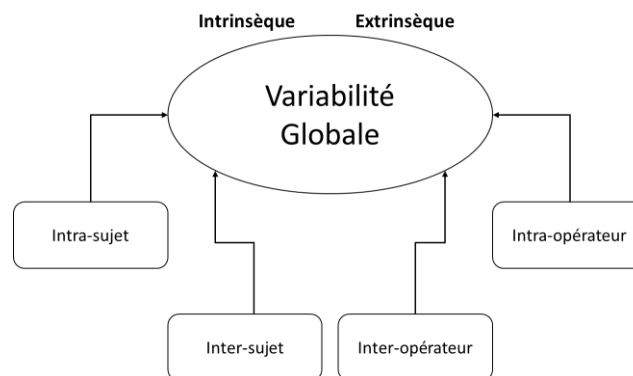 Intrinsèque
Extrinsèque
Variabilité
Globale
Intra-sujet
Intra-opérateur
Inter-sujet
Inter-opérateur